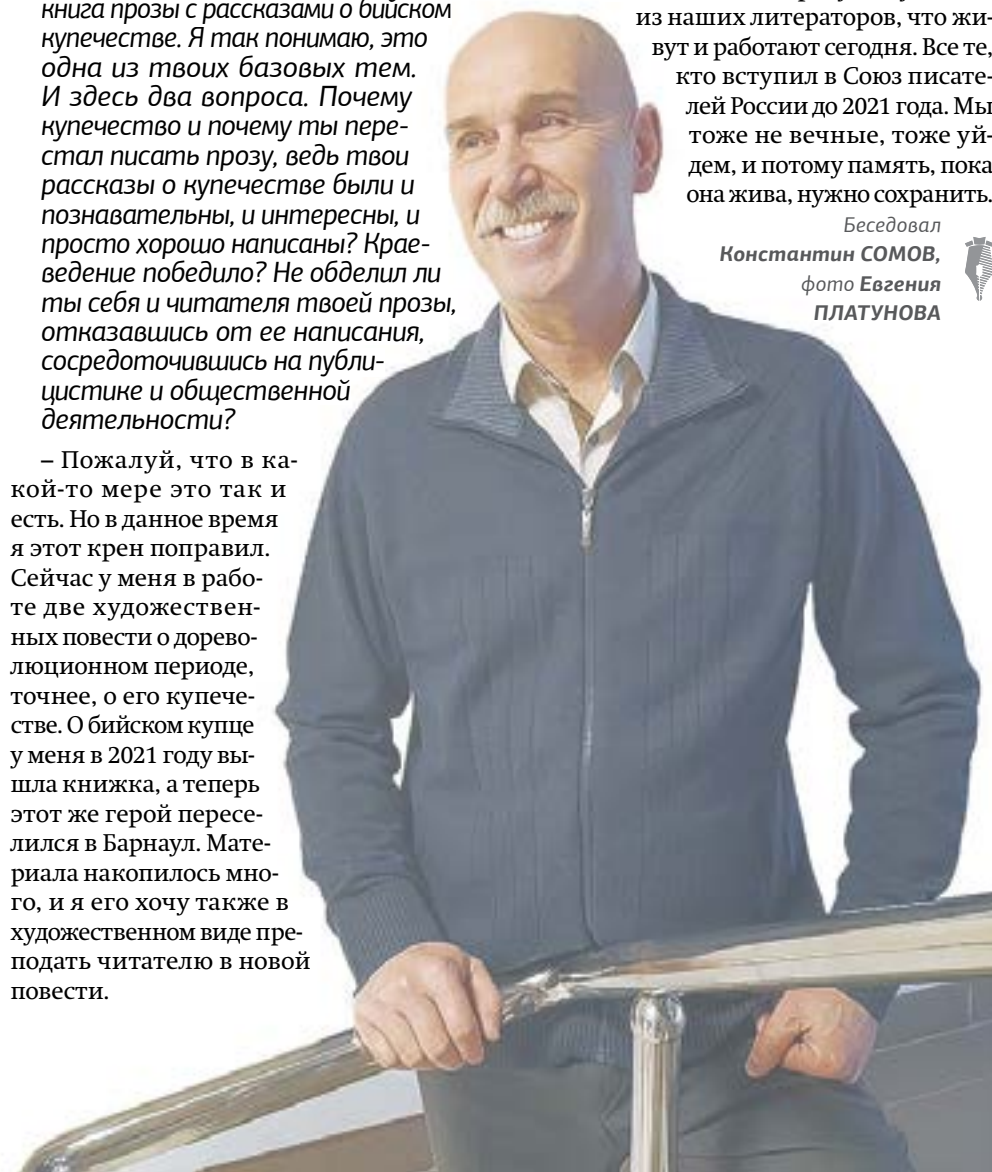 книга прозы с рассказами о бийском
купечестве. Я так понимаю, это
одна из твоих базовых тем.
И здесь два вопроса. Почему
купечество и почему ты пере-
стал писать прозу, ведь твои
рассказы о купечестве были и
познавательны, и интересны, и
просто хорошо написаны? Крае-
ведение победило? Не обделил ли
ты себя и читателя твоей прозы,
отказавшись от ее написания,
сосредоточившись на публи-
цистике и общественной
деятельности?
– Пожалуй, что в ка-
кой-то мере это так и
есть. Но в данное время
я этот крен поправил.
Сейчас у меня в рабо-
те две художествен-
ных повести о дорево-
люционном периоде,
точнее, о его купече-
стве. О бийском купце
у меня в 2021 году вы-
шла книжка, а теперь
этот же герой пересе-
лился в Барнаул. Мате-
риала накопилось мно-
го, и я его хочу также в
художественном виде пре-
подать читателю в новой
повести.
из наших литераторов, что жи-
вут и работают сегодня. Все те,
кто вступил в Союз писате-
лей России до 2021 года. Мы
тоже не вечные, тоже уй-
дем, и потому память, пока
она жива, нужно сохранить.
Беседовал
Константин СОМОВ,
фото Евгения
ПЛАТУНОВА